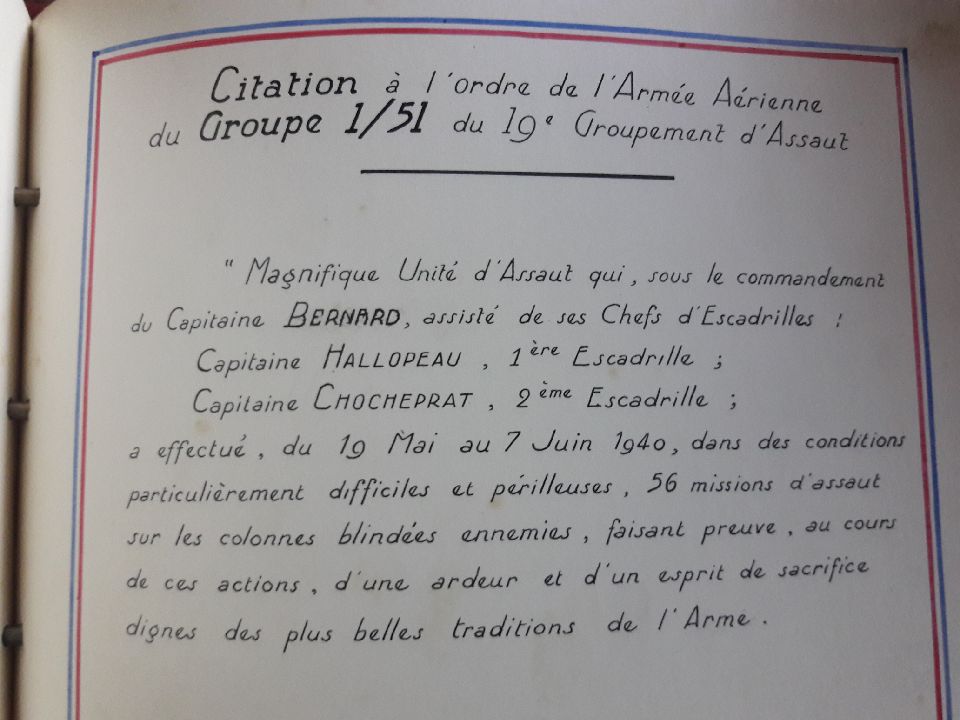 Citation à l'ordre de l'Armée Aérienne
du Groupe 1/51 du 19e Groupement d'Assaut
" Magnifique Unité d'Assaut qui, sous le commandement
du Capitaine BERNARD, assisté de ses Chefs d'Escadrilles :
Capitaine HALLOPEAU, 1ère Escadrille ;
Capitaine CHOCHEPRAT, 2ème Escadrille ;
a effectué, du 19 Mai au 7 Juin 1940, dans des conditions
particulièrement difficiles et périlleuses, 56 missions d'assaut
sur les colonnes blindées ennemies, faisant preuve, au cours
de ces actions, d'une ardeur et d'un esprit de sacrifice
dignes des plus belles traditions de l'Arme.